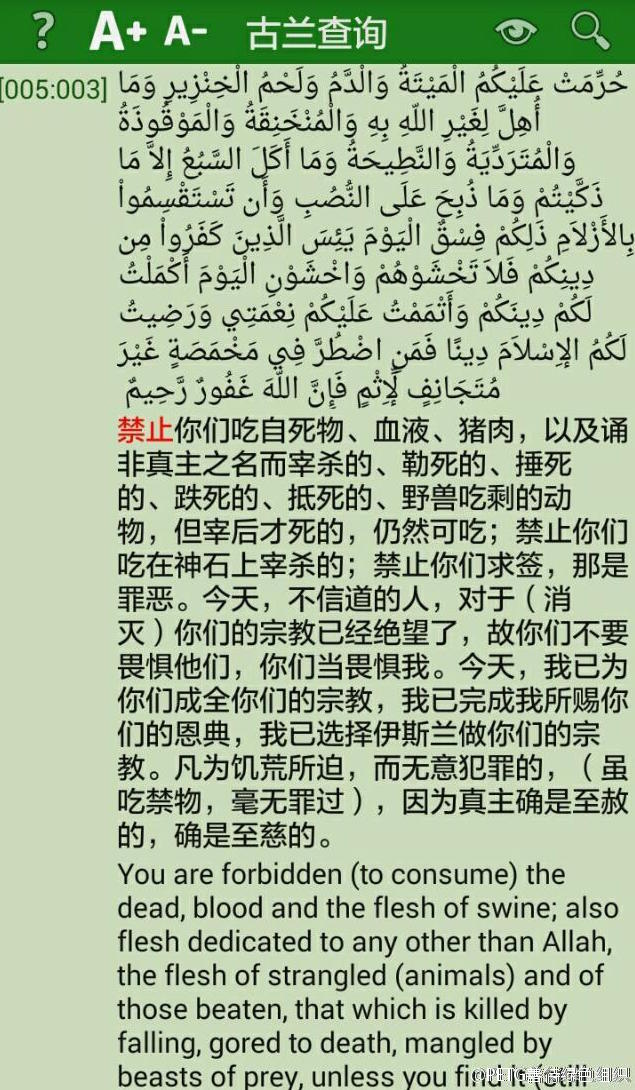 ? A+ A- 古兰查询
[005:003] حُرِّمَتْ عَلَيْكُمُ الْمَيْتَةُ وَالْدَّمُ وَلَحْمُ الْخِنْزِيرِ وَمَا
أُهِلَّ لِغَيْرِ اللّهِ بِهِ وَالْمُنْخَنِقَةُ وَالْمَوْقُوذَةُ
وَالْمُتَرَدِّيَةُ وَالنَّطِيحَةُ وَمَا أَكَلَ السَّبُعُ إِلاَّ مَا
ذَكَّيْتُمْ وَمَا ذُبِحَ عَلَى النُّصُبِ وَأَن تَسْتَقْسِمُواْ
بِالأَزْلاَمِ ذَلِكُمْ فِسْقٌ الْيَوْمَ يَئِسَ الَّذِينَ كَفَرُواْ مِن
دِينِكُمْ فَلاَ تَخْشَوْهُمْ وَاخْشَوْنِ الْيَوْمَ أَكْمَلْتُ
لَكُمْ دِينَكُمْ وَأَتْمَمْتُ عَلَيْكُمْ نِعْمَتِي وَرَضِيتُ
لَكُمُ الإِسْلاَمَ دِينًا فَمَنِ اضْطُرَّ فِي مَخْمَصَةٍ غَيْرَ
مُتَجَانِفٍ لِّإِثْمٍ فَإِنَّ اللّهَ غَفُورٌ رَّحِيمٌ
禁止你们吃自死物、血液、猪肉，以及诵
非真主之名而宰杀的、勒死的、捶死
的、跌死的、抵死的、野兽吃剩的动
物，但宰后才死的，仍然可吃；禁止你们
吃在神石上宰杀的；禁止你们求签，那是
罪恶。今天，不信道的人，对于（消
灭）你们的宗教已经绝望了，故你们不要
畏惧他们，你们当畏惧我。今天，我已为
你们成全你们的宗教，我已完成我所赐你
们的恩典，我已选择伊斯兰做你们的宗
教。凡为饥荒所迫，而无意犯罪的，（虽
吃禁物，毫无罪过），因为真主确是至赦
的，确是至慈的。
You are forbidden (to consume) the
dead, blood and the flesh of swine; also
flesh dedicated to any other than Allah,
the flesh of strangled (animals) and of
those beaten, that which is killed by
falling, gored to death, mangled by
beasts of prey, unless you